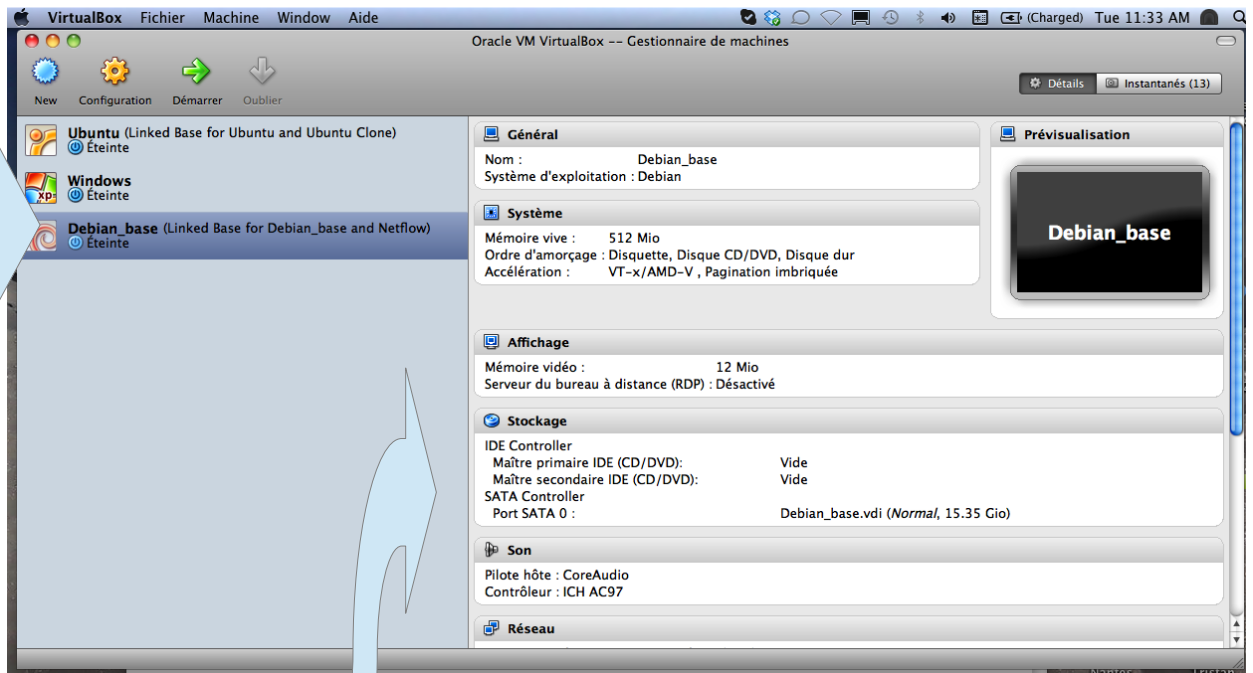 VirtualBox Fichier Machine Window Aide (Charged) Tue 11:33 AM
Oracle VM VirtualBox -- Gestionnaire de machines
New Configuration Démarrer Oublier
Détails Instantanés (13)
Ubuntu (Linked Base for Ubuntu and Ubuntu Clone)
Éteinte
Windows
Éteinte
xp
Debian_base (Linked Base for Debian_base and Netflow)
Éteinte
Général
Nom : Debian_base
Système d'exploitation : Debian
Système
Mémoire vive : 512 Mio
Ordre d'amorçage : Disquette, Disque CD/DVD, Disque dur
Accélération : VT-x/AMD-V , Pagination imbriquée
Prévisualisation
Debian_base
Affichage
Mémoire vidéo : 12 Mio
Serveur du bureau à distance (RDP) : Désactivé
Stockage
IDE Controller
Maître primaire IDE (CD/DVD): Vide
Maître secondaire IDE (CD/DVD): Vide
SATA Controller
Port SATA 0 : Debian_base.vdi (Normal, 15.35 Gio)
Son
Pilote hôte : CoreAudio
Contrôleur : ICH AC97
Réseau